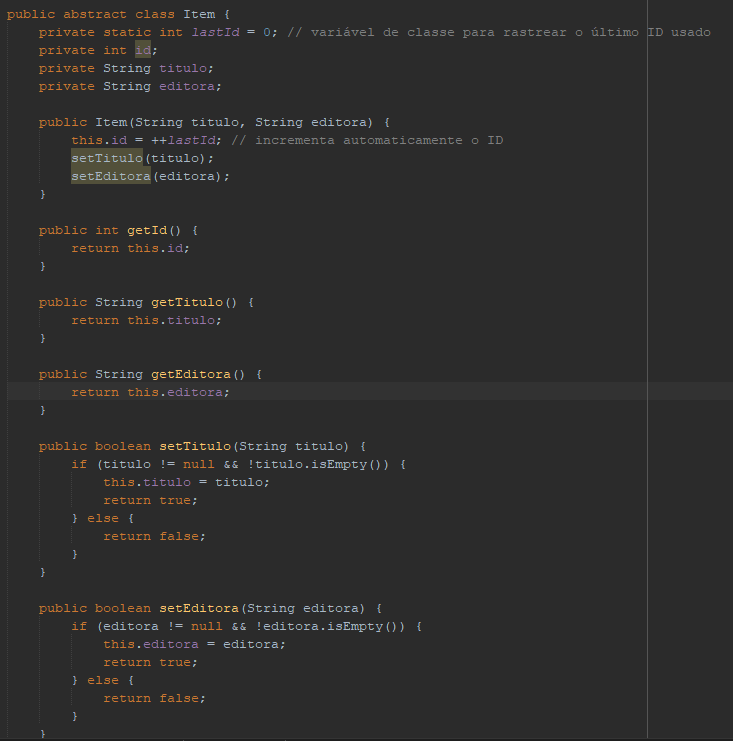 public abstract class Item {
    private static int lastId = 0; // variável de classe para rastrear o último ID usado
    private int id;
    private String titulo;
    private String editora;

    public Item(String titulo, String editora) {
        this.id = ++lastId; // incrementa automaticamente o ID
        setTitulo(titulo);
        setEditora(editora);
    }

    public int getId() {
        return this.id;
    }

    public String getTitulo() {
        return this.titulo;
    }

    public String getEditora() {
        return this.editora;
    }

    public boolean setTitulo(String titulo) {
        if (titulo != null && !titulo.isEmpty()) {
            this.titulo = titulo;
            return true;
        } else {
            return false;
        }
    }

    public boolean setEditora(String editora) {
        if (editora != null && !editora.isEmpty()) {
            this.editora = editora;
            return true;
        } else {
            return false;
        }
    }